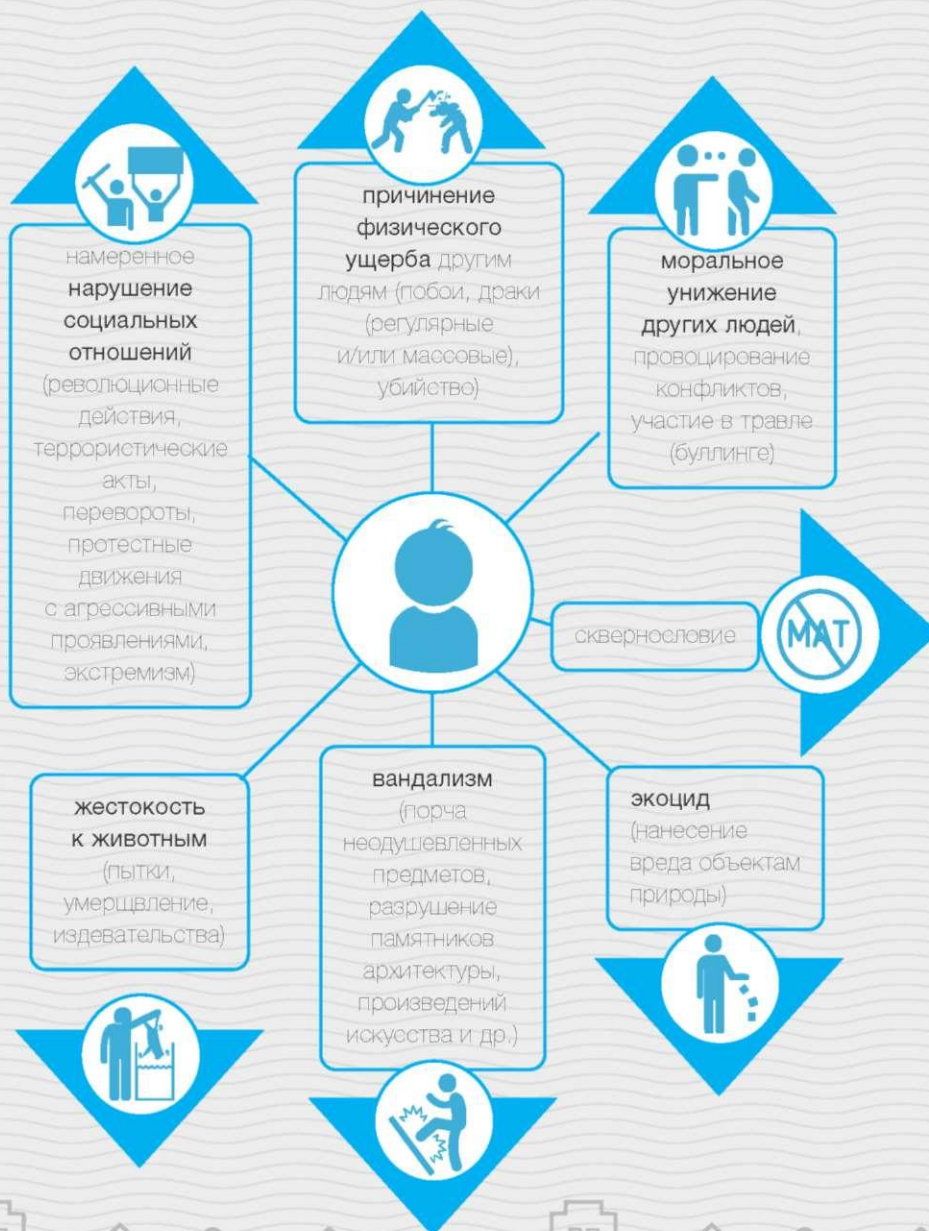 намеренное
нарушение
социальных
отношений
(революционные
действия,
террористические
акты,
перевороты,
протестные
движения
с агрессивными
проявлениями,
экстремизм)
причинение
физического
ущерба другим
людям (побои, драки
(регулярные
и/или массовые),
убийство)
моральное
унижение
других людей,
провоцирование
конфликтов,
участие в травле
(буллинге)
сквернословие
МАТ
жестокость
к животным
(пытки,
умерщвление,
издевательства)
вандализм
(порча
неодушевленных
предметов,
разрушение
памятников
архитектуры,
произведений
искусства и др.)
экоцид
(нанесение
вреда объектам
природы)